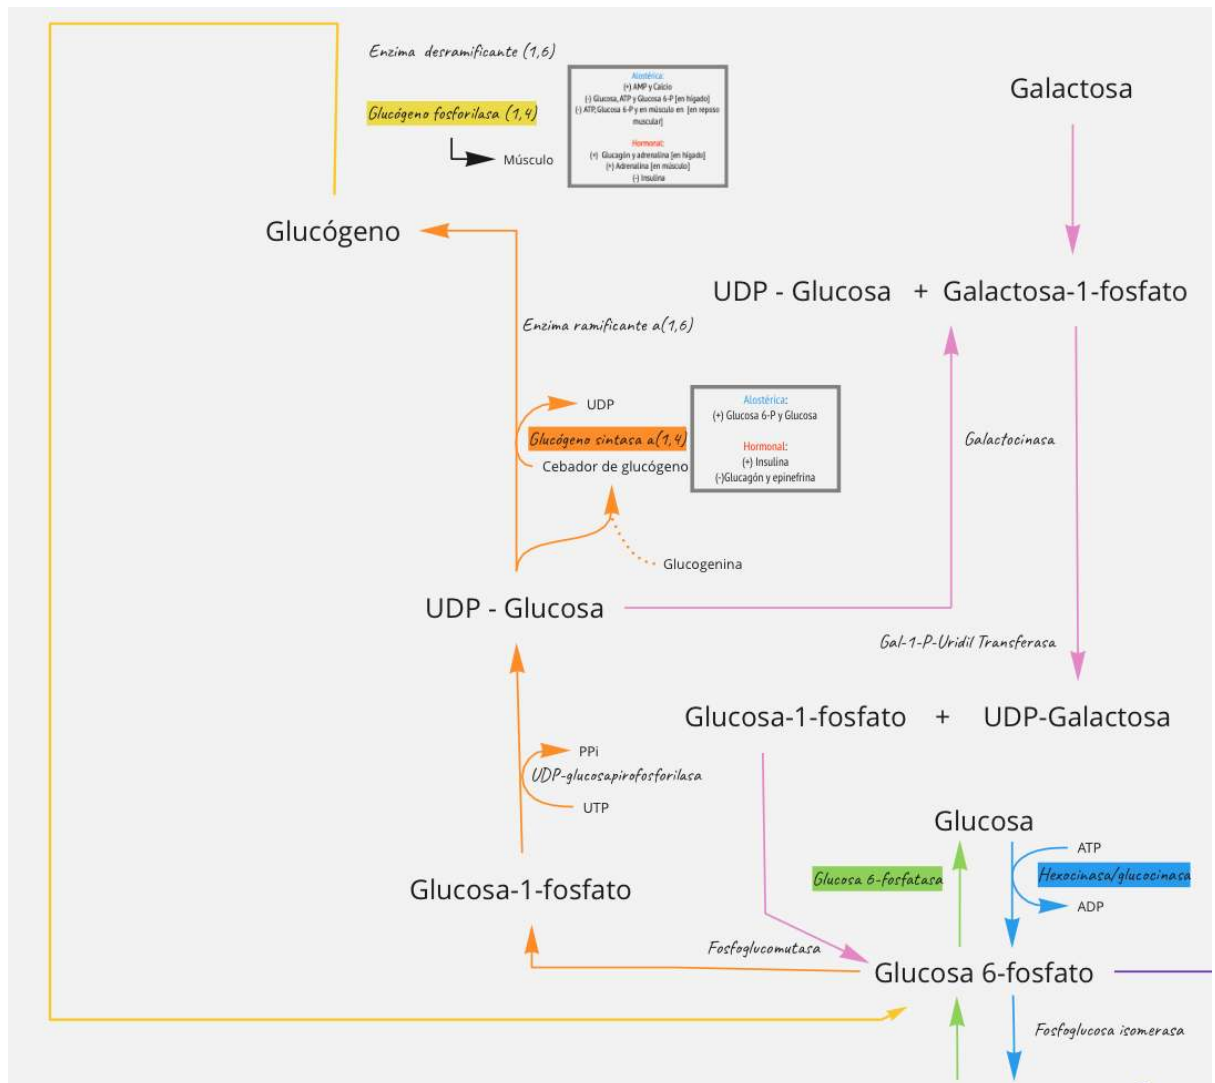 Enzima desramificante (1,6)
Glucógeno fosforilasa (1,4)
Músculo
Alostérica:
(+) AMP y Calcio
(-) Glucosa, ATP y Glucosa 6-P [en hígado]
(-) ATP, Glucosa 6-P y en músculo en [en reposo
muscular]
Hormonal:
(+) Glucagón y adrenalina [en hígado]
(+) Adrenalina [en músculo]
(-) Insulina
Galactosa
Glucógeno
UDP - Glucosa + Galactosa-1-fosfato
Enzima ramificante a(1,6)
UDP
Glucógeno sintasa a(1,4)
Cebador de glucógeno
Alostérica:
(+) Glucosa 6-P y Glucosa
Hormonal:
(+) Insulina
(-)Glucagón y epinefrina
Galactocinasa
Glucogenina
UDP - Glucosa
Gal-1-P-Uridil Transferasa
Glucosa-1-fosfato + UDP-Galactosa
PPi
UDP-glucosapirofosforilasa
UTP
Glucosa
ATP
Glucosa 6-fosfatasa
Hexocinasa/glucocinasa
ADP
Glucosa-1-fosfato
Fosfoglucomutasa
Glucosa 6-fosfato
Fosfoglucosa isomerasa